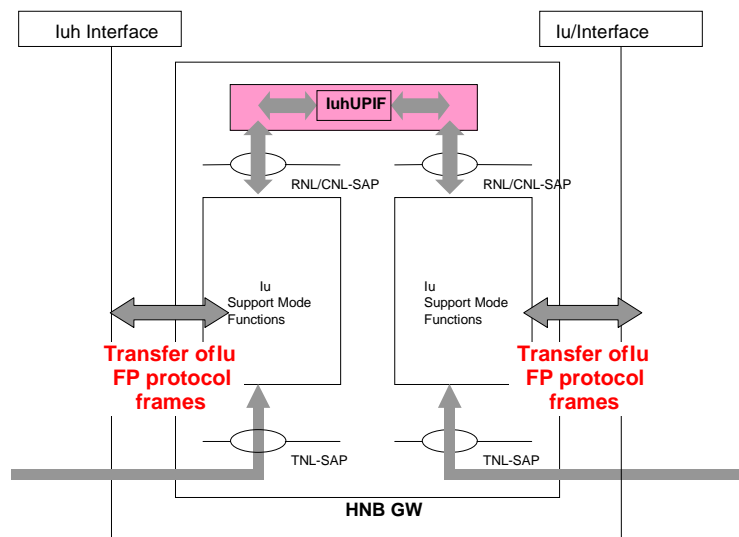 Iuh Interface
Iu/Interface
IuhUPIF
RNL/CNL-SAP
RNL/CNL-SAP
Iu
Support Mode
Functions
Iu
Support Mode
Functions
Transfer ofIu
FP protocol
frames
Transfer ofIu
FP protocol
frames
TNL-SAP
TNL-SAP
HNB GW